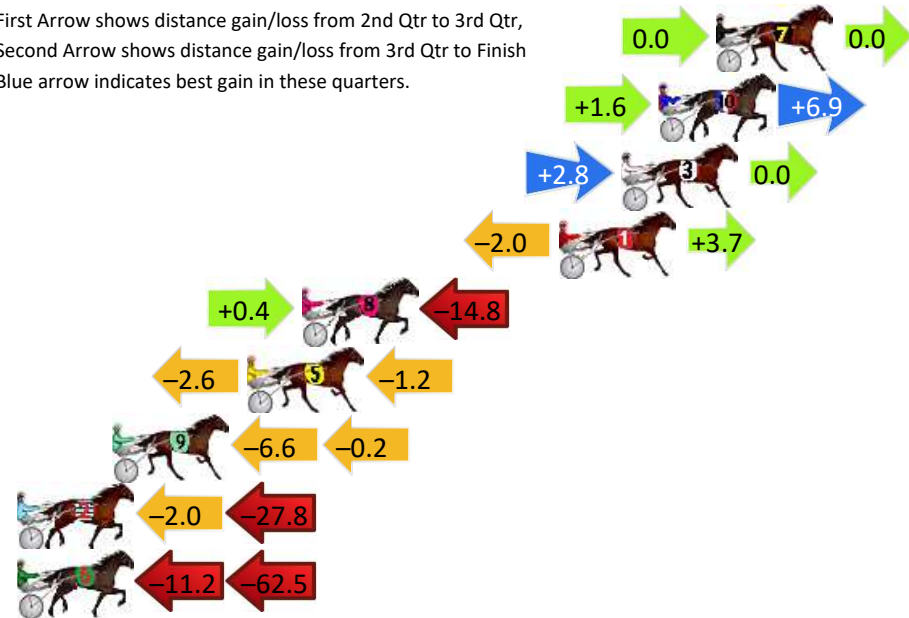 First Arrow shows distance gain/loss from 2nd Qtr to 3rd Qtr,
Second Arrow shows distance gain/loss from 3rd Qtr to Finish
Blue arrow indicates best gain in these quarters.
0.0 7 0.0
+1.6 10 +6.9
+2.8 3 0.0
–2.0 1 +3.7
+0.4 8 –14.8
–2.6 5 –1.2
9 –6.6 –0.2
2 –2.0 –27.8
6 –11.2 –62.5